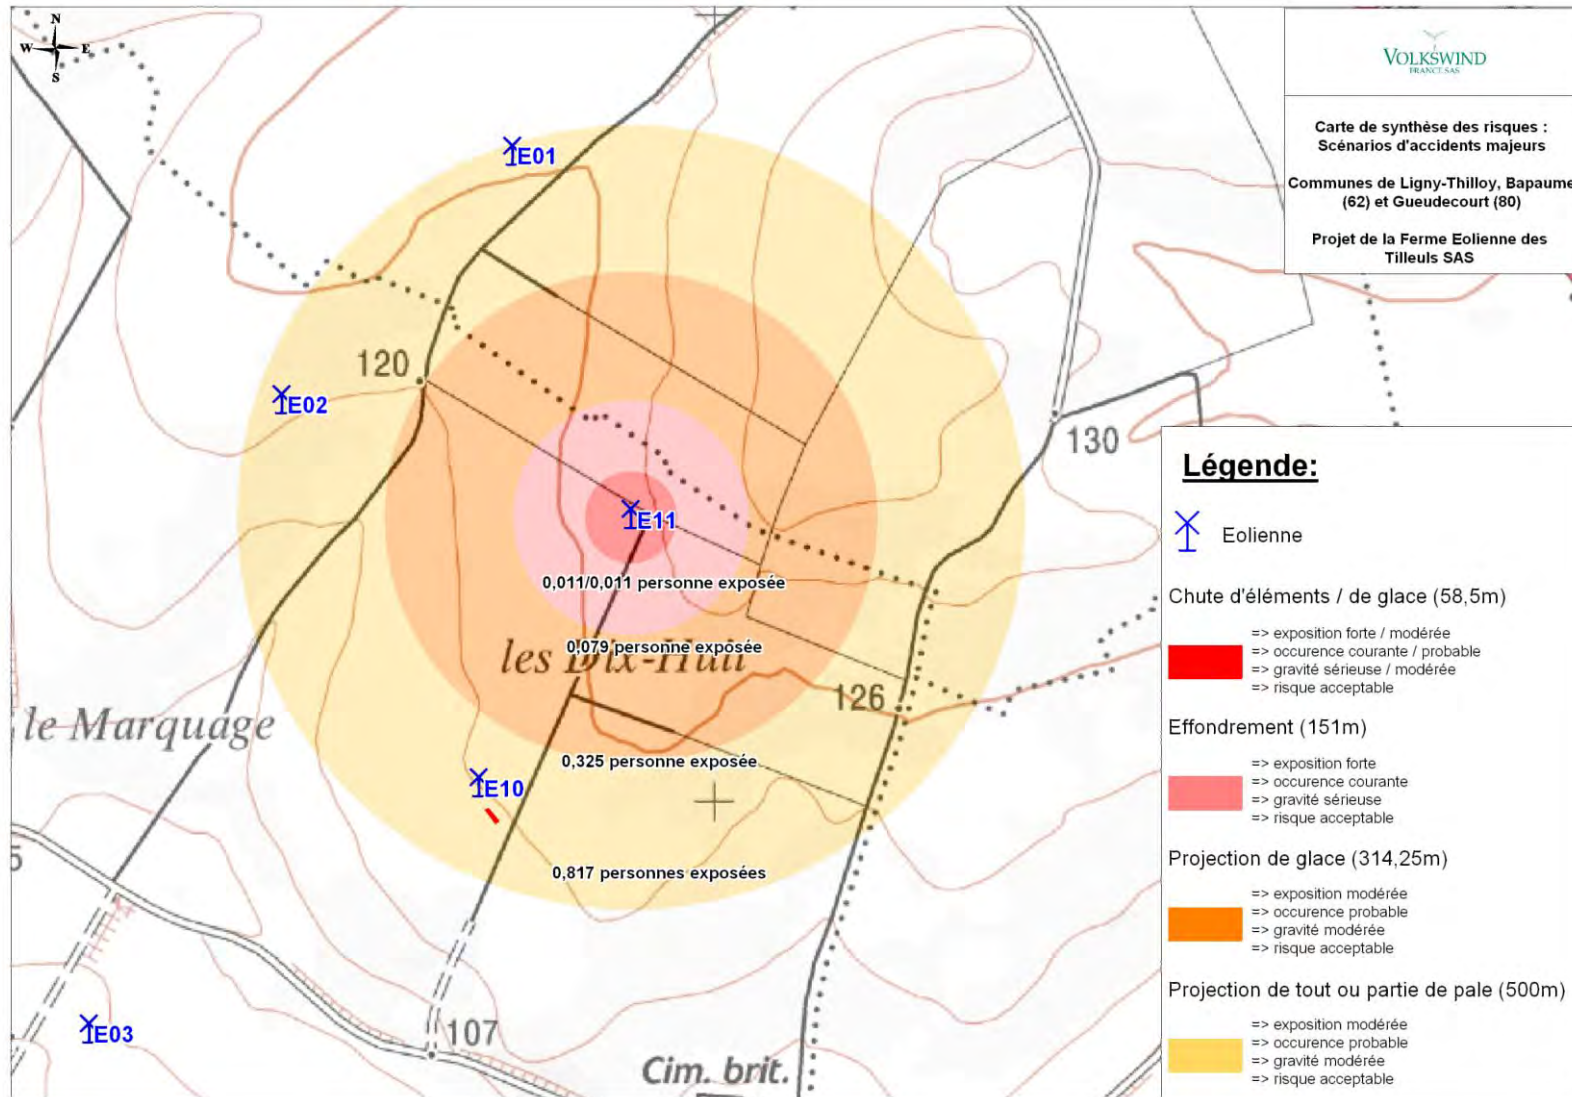 N
W E
S
VOLKSWIND
FRANCE SAS
Carte de synthèse des risques :
Scénarios d'accidents majeurs
Communes de Ligny-Thilloy, Bapaume
(62) et Gueudecourt (80)
Projet de la Ferme Eolienne des
Tilleuls SAS
E01
120
E02
130
E11
0,011/0,011 personne exposée
0,079 personne exposée
les Dix-Huit
126
le Marquage
0,325 personne exposée
E10
0,817 personnes exposées
5
E03
107
Cim. brit.
Légende:
Eolienne
Chute d'éléments / de glace (58,5m)
=> exposition forte / modérée
=> occurence courante / probable
=> gravité sérieuse / modérée
=> risque acceptable
Effondrement (151m)
=> exposition forte
=> occurence courante
=> gravité sérieuse
=> risque acceptable
Projection de glace (314,25m)
=> exposition modérée
=> occurence probable
=> gravité modérée
=> risque acceptable
Projection de tout ou partie de pale (500m)
=> exposition modérée
=> occurence probable
=> gravité modérée
=> risque acceptable